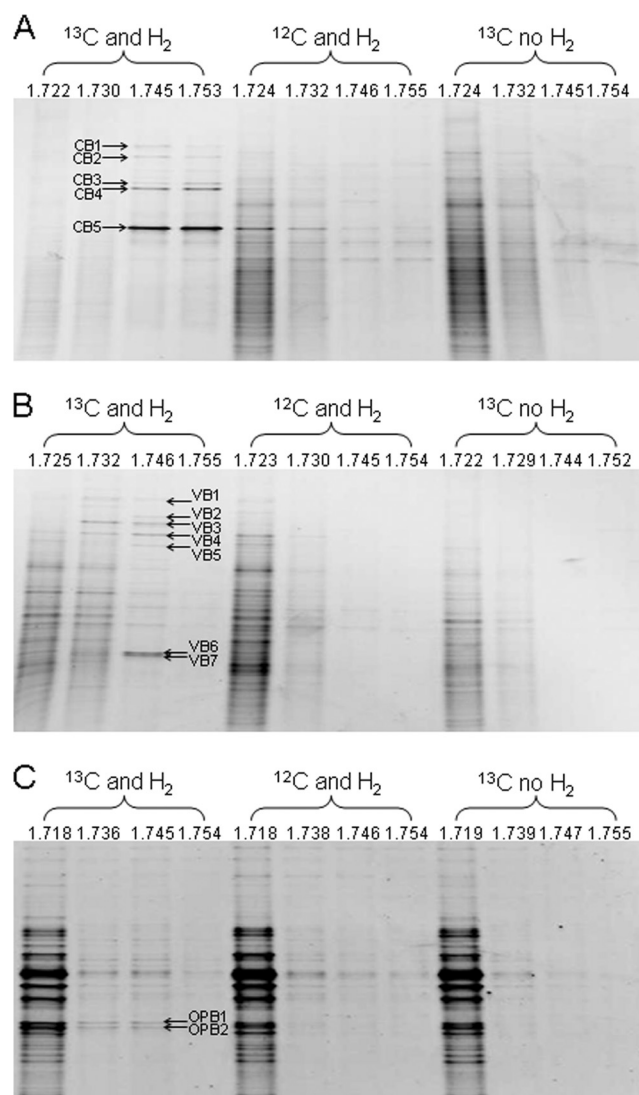 A
¹³C and H₂ ¹²C and H₂ ¹³C no H₂
1.722 1.730 1.745 1.753 1.724 1.732 1.746 1.755 1.724 1.732 1.745 1.754
CB1
CB2
CB3
CB4
CB5
B
¹³C and H₂ ¹²C and H₂ ¹³C no H₂
1.725 1.732 1.746 1.755 1.723 1.730 1.745 1.754 1.722 1.729 1.744 1.752
VB1
VB2
VB3
VB4
VB5
VB6
VB7
C
¹³C and H₂ ¹²C and H₂ ¹³C no H₂
1.718 1.736 1.745 1.754 1.718 1.738 1.746 1.754 1.719 1.739 1.747 1.755
OPB1
OPB2